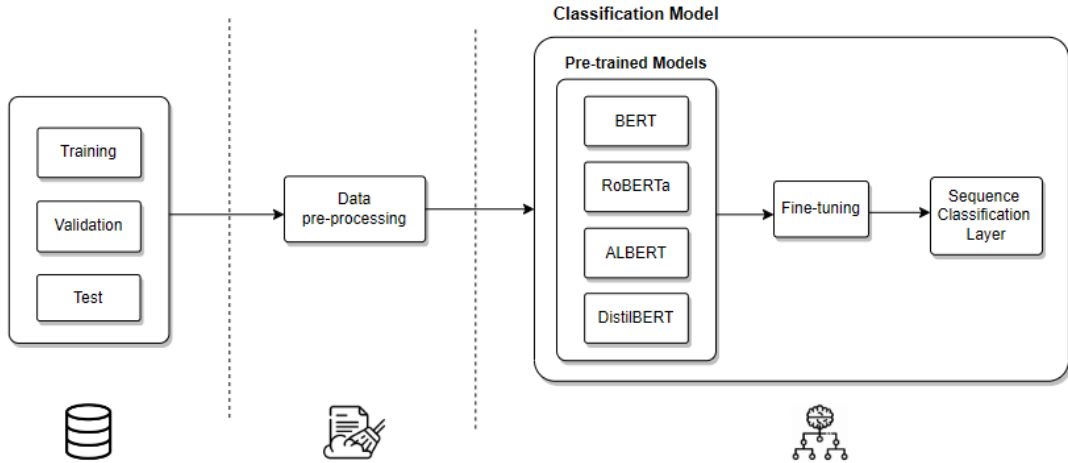 Classification Model
Pre-trained Models
Training
Validation
Test
Data
pre-processing
BERT
RoBERTa
ALBERT
DistilBERT
Fine-tuning
Sequence
Classification
Layer